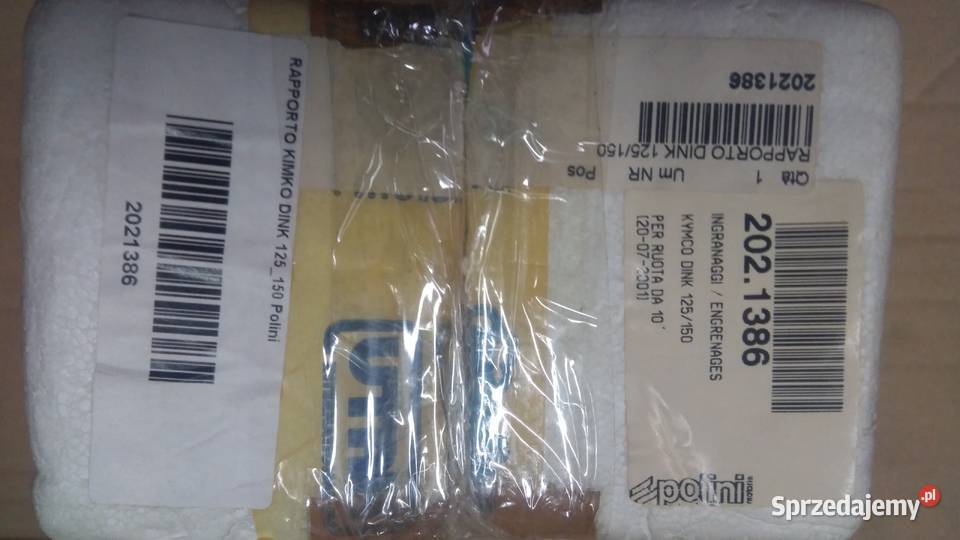 RAPPORTO KIMKO DINK 125_150 Polini
2021386
2021386
RAPPORTO DINK 125/150
Qtà 1 Um NR Pos
202.1386
INGRANAGGI / ENGRENAGES
KYMCO DINK 125/150
PER RUOTA DA 10'
(20-07-2001)
polini
Sprzedajemy.pl